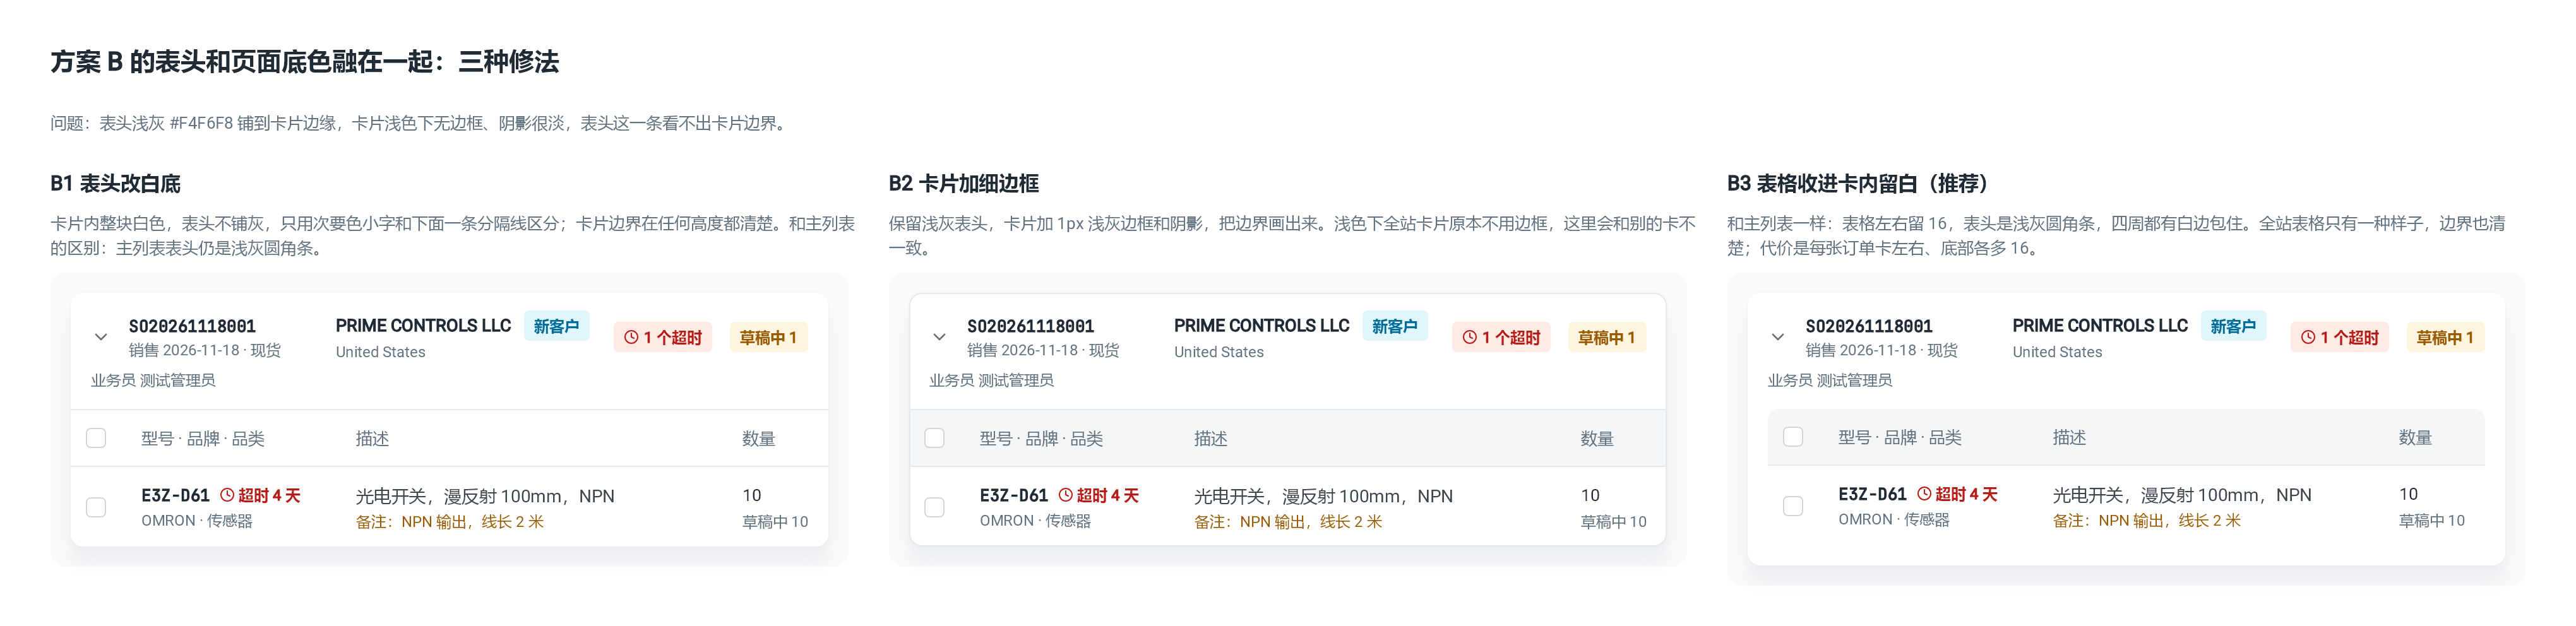 方案 B 的表头和页面底色融在一起：三种修法
问题：表头浅灰 #F4F6F8 铺到卡片边缘，卡片浅色下无边框、阴影很淡，表头这一条看不出卡片边界。
B1 表头改白底
卡片内整块白色，表头不铺灰，只用次要色小字和下面一条分隔线区分；卡片边界在任何高度都清楚。和主列表
的区别：主列表表头仍是浅灰圆角条。
SO20261118001
PRIME CONTROLS LLC 新客户
1 个超时
草稿中 1
销售 2026-11-18 · 现货
United States
业务员 测试管理员
型号 · 品牌 · 品类
描述
数量
E3Z-D61 超时 4 天
光电开关，漫反射 100mm，NPN
10
OMRON · 传感器
备注：NPN 输出，线长 2 米
草稿中 10
B2 卡片加细边框
保留浅灰表头，卡片加 1px 浅灰边框和阴影，把边界画出来。浅色下全站卡片原本不用边框，这里会和别的卡不
一致。
SO20261118001
PRIME CONTROLS LLC 新客户
1 个超时
草稿中 1
销售 2026-11-18 · 现货
United States
业务员 测试管理员
型号 · 品牌 · 品类
描述
数量
E3Z-D61 超时 4 天
光电开关，漫反射 100mm，NPN
10
OMRON · 传感器
备注：NPN 输出，线长 2 米
草稿中 10
B3 表格收进卡内留白（推荐）
和主列表一样：表格左右留 16，表头是浅灰圆角条，四周都有白边包住。全站表格只有一种样子，边界也清
楚；代价是每张订单卡左右、底部各多 16。
SO20261118001
PRIME CONTROLS LLC 新客户
1 个超时
草稿中 1
销售 2026-11-18 · 现货
United States
业务员 测试管理员
型号 · 品牌 · 品类
描述
数量
E3Z-D61 超时 4 天
光电开关，漫反射 100mm，NPN
10
OMRON · 传感器
备注：NPN 输出，线长 2 米
草稿中 10